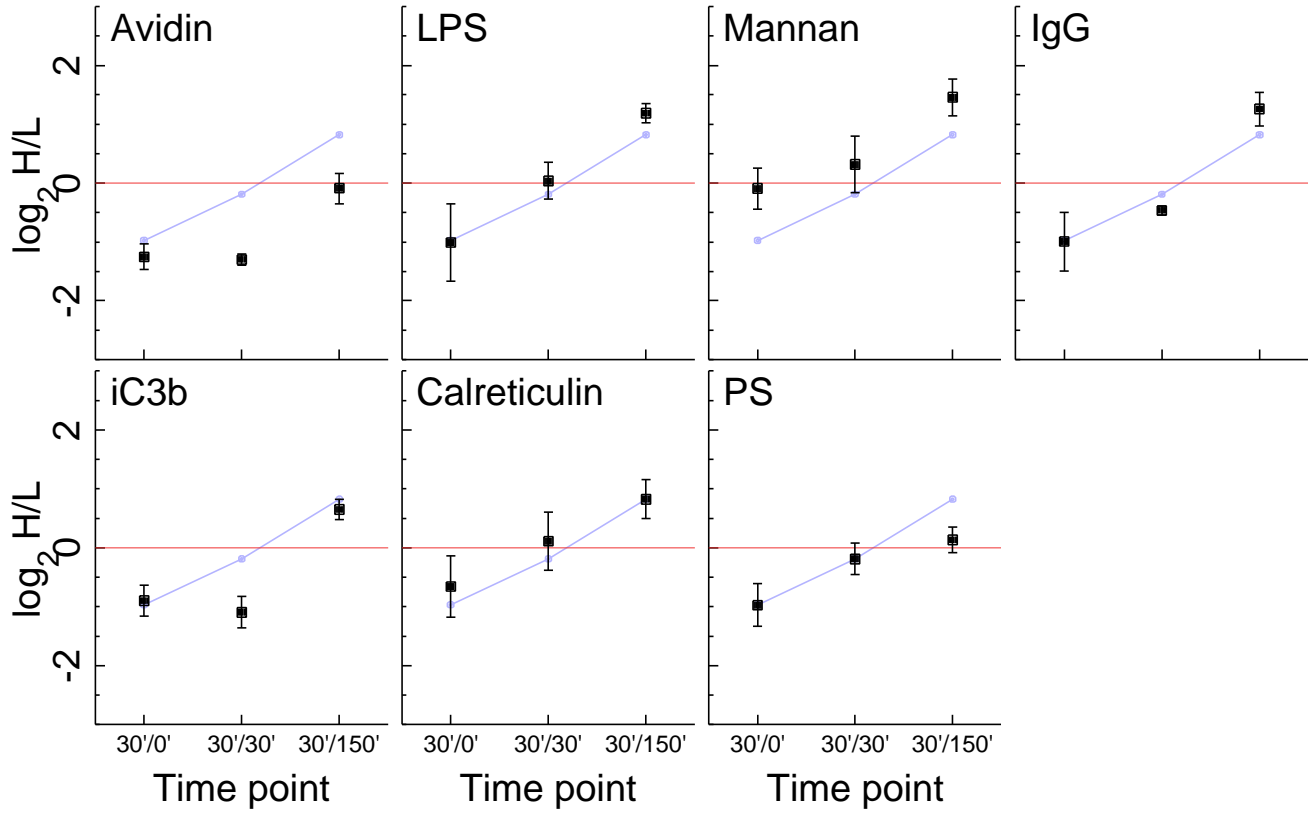 Avidin
LPS
Mannan
IgG
log2 H/L
2
0
-2
iC3b
Calreticulin
PS
log2 H/L
2
0
-2
30'/0' 30'/30' 30'/150'
30'/0' 30'/30' 30'/150'
30'/0' 30'/30' 30'/150'
Time point
Time point
Time point